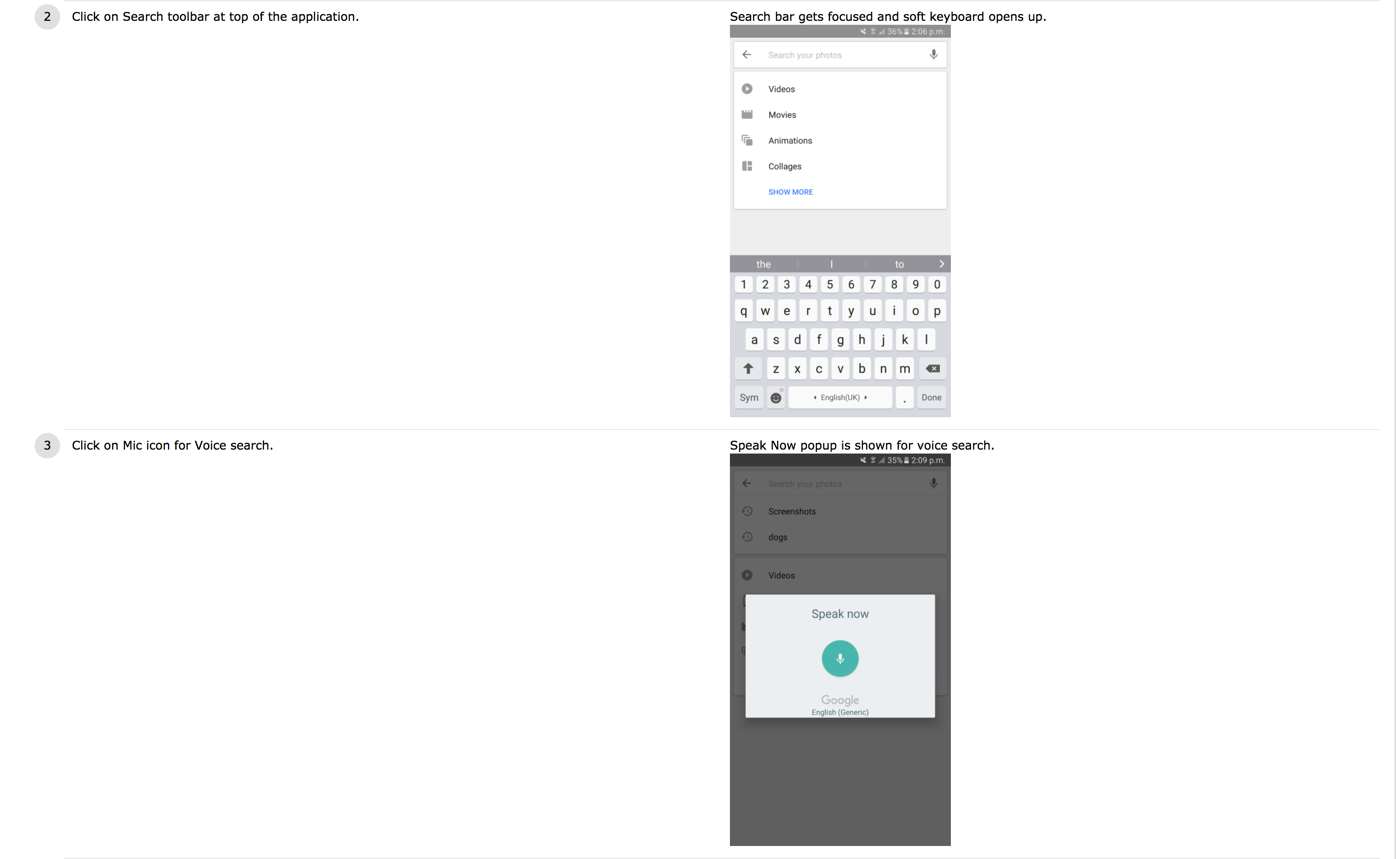 2 Click on Search toolbar at top of the application.
Search bar gets focused and soft keyboard opens up.
36% 2:06 p.m.
Search your photos
Videos
Movies
Animations
Collages
SHOW MORE
the I to
1 2 3 4 5 6 7 8 9 0
q w e r t y u i o p
a s d f g h j k l
z x c v b n m
Sym English(UK) . Done
3 Click on Mic icon for Voice search.
Speak Now popup is shown for voice search.
35% 2:09 p.m.
Search your photos
Screenshots
dogs
Videos
Speak now
Google
English (Generic)